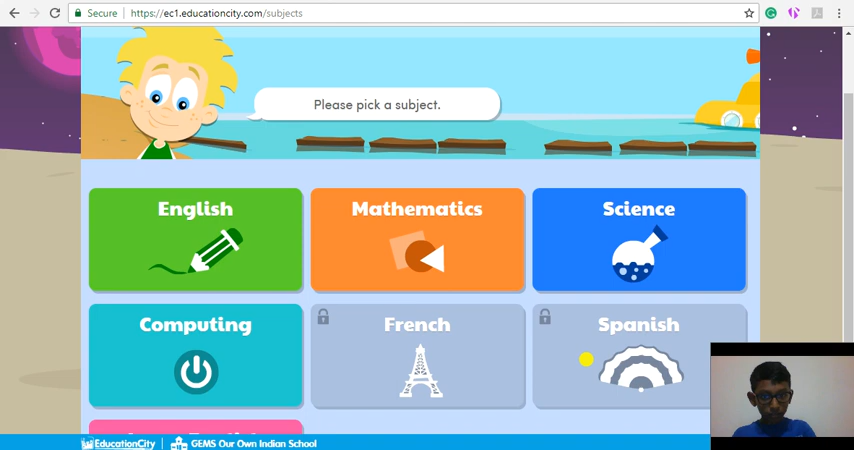 Secure
https://ec1.educationcity.com/subjects
Please pick a subject.
English
Mathematics
Science
Computing
French
Spanish
EducationCity
GEMS Our Own Indian School